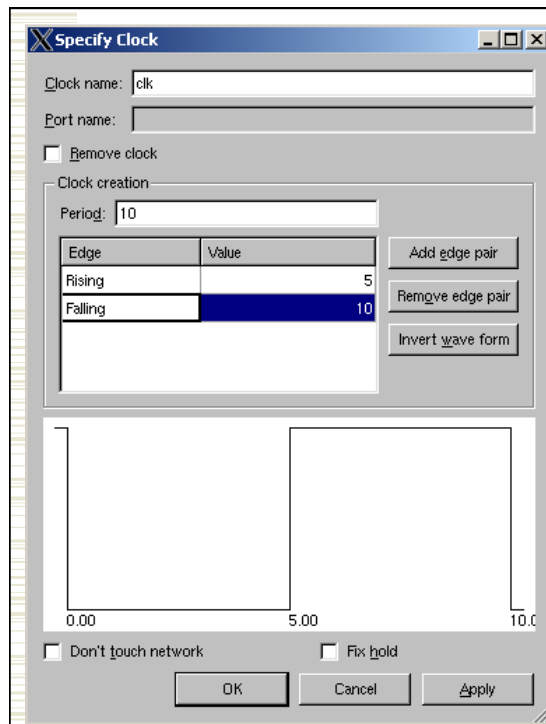 Specify Clock
Clock name: clk
Port name:
Remove clock
Clock creation
Period: 10
Edge Value
Rising 5
Falling 10
Add edge pair
Remove edge pair
Invert wave form
0.00 5.00 10.0
Don't touch network Fix hold
OK Cancel Apply